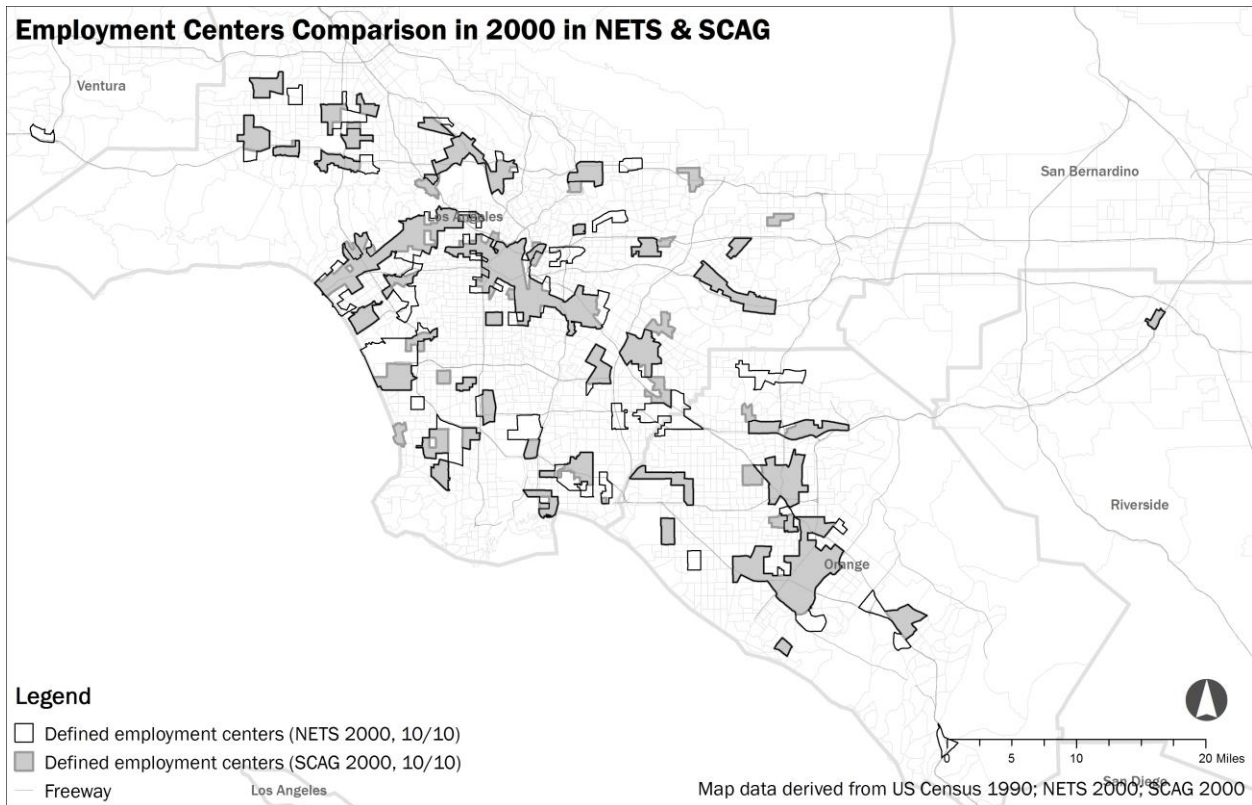 Employment Centers Comparison in 2000 in NETS & SCAG
Ventura
San Bernardino
Los Angeles
Riverside
Orange
Legend
Defined employment centers (NETS 2000, 10/10)
Defined employment centers (SCAG 2000, 10/10)
Freeway
Los Angeles
0 5 10 20 Miles
San Diego
Map data derived from US Census 1990; NETS 2000; SCAG 2000